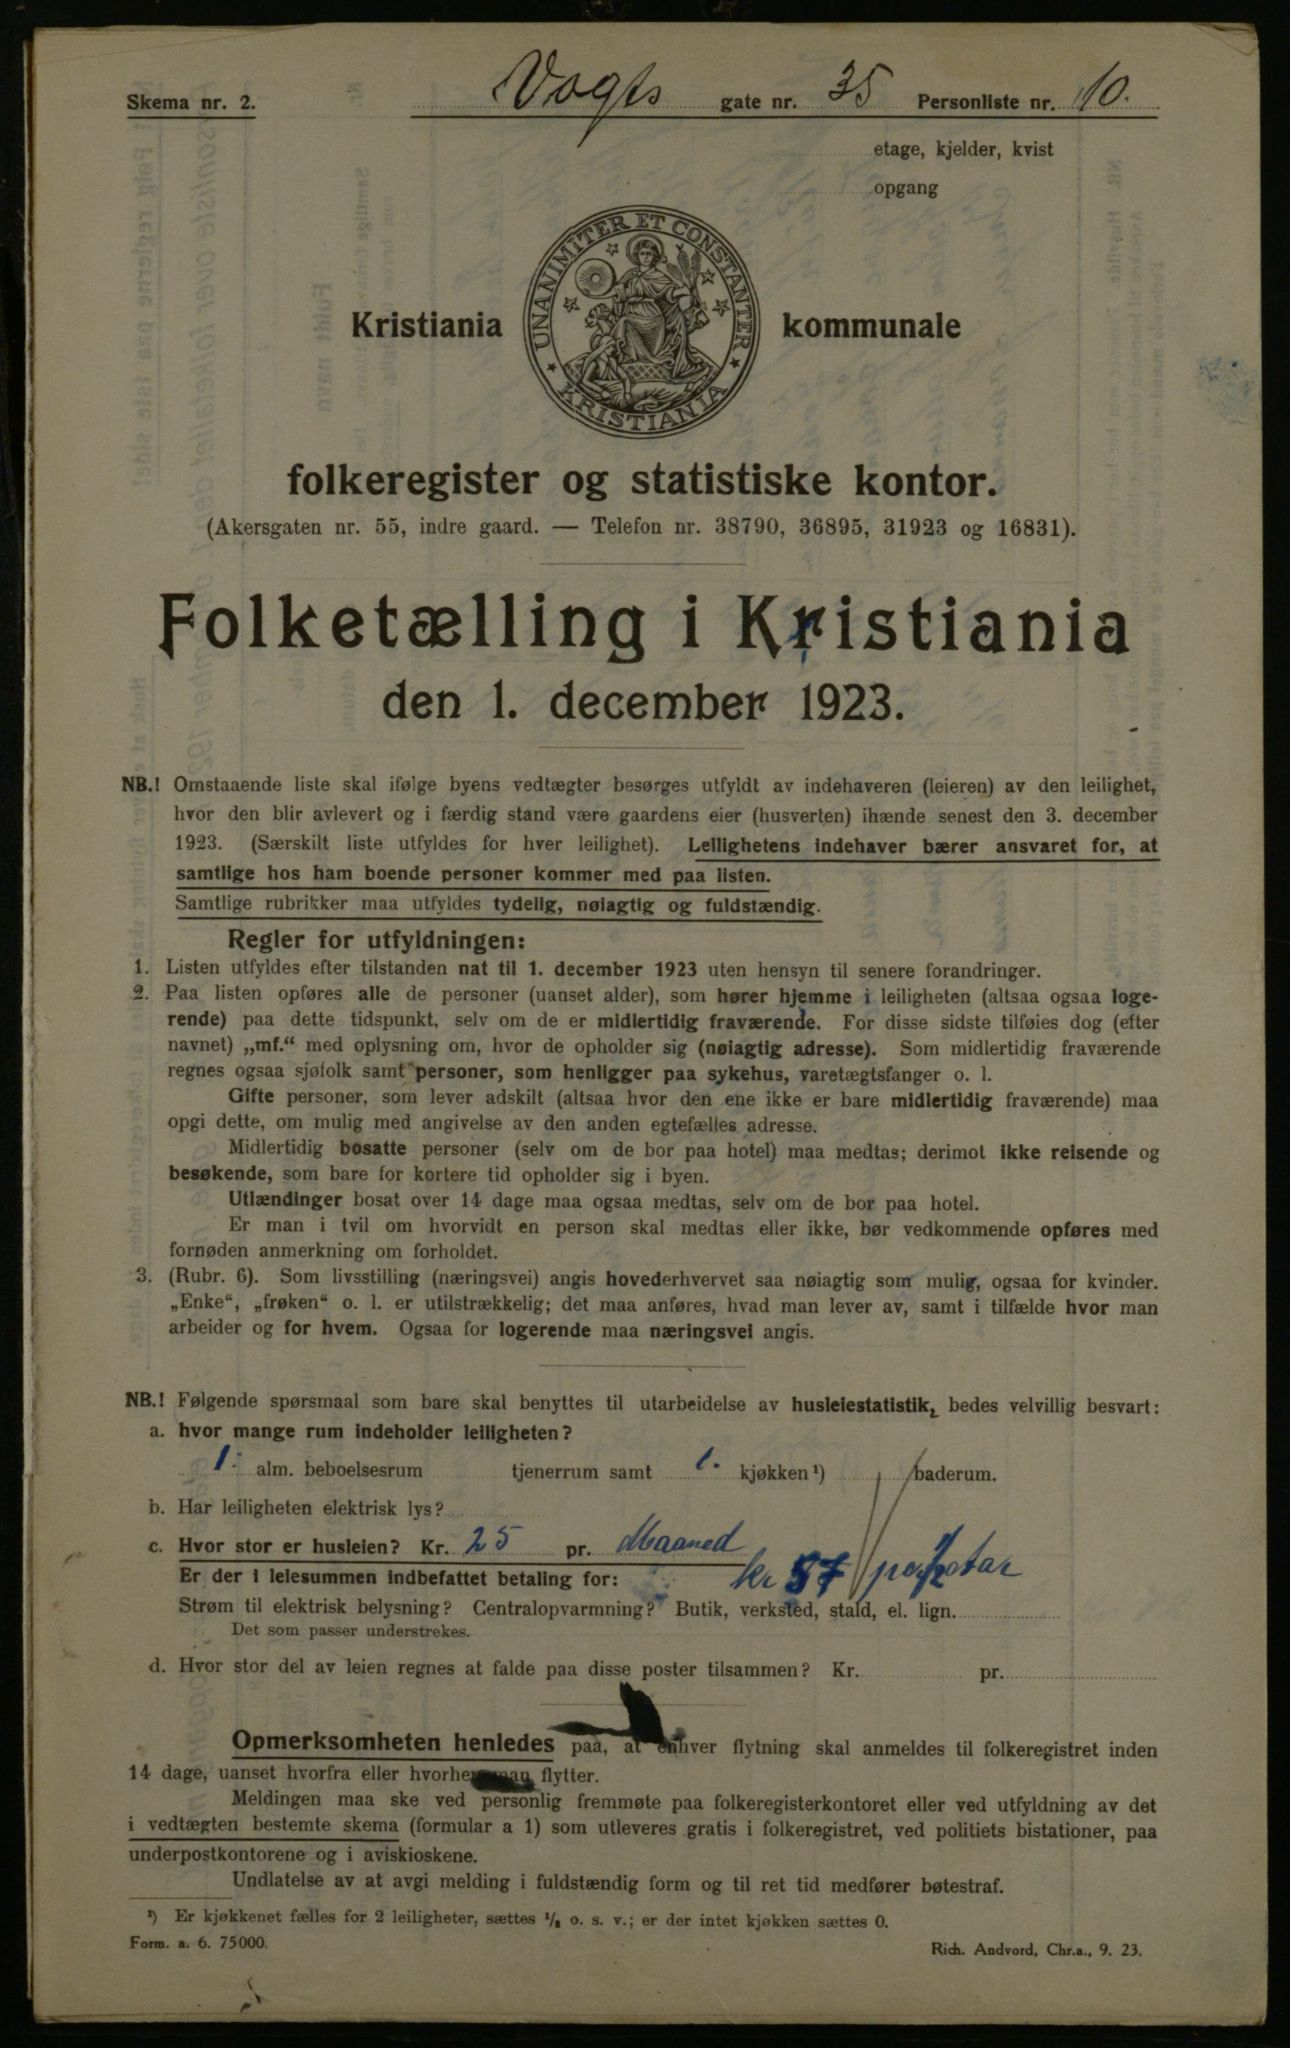 Skema nr. 2.
Vogts gate nr. 35 Personliste nr. 10.
etage, kjelder, kvist
opgang
UNANIMITER ET CONSTANTER
KRISTIANIA
Kristiania kommunale
folkeregister og statistiske kontor.
(Akersgaten nr. 55, indre gaard. — Telefon nr. 38790, 36895, 31923 og 16831).
Folketælling i Kristiania
den 1. december 1923.
NB.! Omstaaende liste skal ifølge byens vedtægter besørges utfyldt av indehaveren (leieren) av den leilighet,
hvor den blir avlevert og i færdig stand være gaardens eier (husverten) ihænde senest den 3. december
1923. (Særskilt liste utfyldes for hver leilighet). Leilighetens indehaver bærer ansvaret for, at
samtlige hos ham boende personer kommer med paa listen.
Samtlige rubrikker maa utfyldes tydelig, nøiagtig og fuldstændig.
Regler for utfyldningen:
1. Listen utfyldes efter tilstanden nat til 1. december 1923 uten hensyn til senere forandringer.
2. Paa listen opføres alle de personer (uanset alder), som hører hjemme i leiligheten (altsaa ogsaa loge-
rende) paa dette tidspunkt, selv om de er midlertidig fraværende. For disse sidste tilføies dog (efter
navnet) „mf.“ med oplysning om, hvor de opholder sig (nøiagtig adresse). Som midlertidig fraværende
regnes ogsaa sjøfolk samt personer, som henligger paa sykehus, varetægtsfanger o. l.
Gifte personer, som lever adskilt (altsaa hvor den ene ikke er bare midlertidig fraværende) maa
opgi dette, om mulig med angivelse av den anden egtefælles adresse.
Midlertidig bosatte personer (selv om de bor paa hotel) maa medtas; derimot ikke reisende og
besøkende, som bare for kortere tid opholder sig i byen.
Utlændinger bosat over 14 dage maa ogsaa medtas, selv om de bor paa hotel.
Er man i tvil om hvorvidt en person skal medtas eller ikke, bør vedkommende opføres med
fornøden anmerkning om forholdet.
3. (Rubr. 6). Som livsstilling (næringsvei) angis hovederhvervet saa nøiagtig som mulig, ogsaa for kvinder.
„Enke“, „frøken“ o. l. er utilstrækkelig; det maa anføres, hvad man lever av, samt i tilfælde hvor man
arbeider og for hvem. Ogsaa for logerende maa næringsvei angis.
NB.! Følgende spørsmaal som bare skal benyttes til utarbeidelse av husleiestatistik, bedes velvillig besvart:
a. hvor mange rum indeholder leiligheten?
1. alm. beboelsesrum tjenerrum samt 1. kjøkken ¹) baderum.
b. Har leiligheten elektrisk lys?
c. Hvor stor er husleien? Kr. 25 pr. Maaned
Er der i leiesummen indbefattet betaling for: kr 57
Strøm til elektrisk belysning? Centralopvarmning? Butik, verksted, stald, el. lign.
Det som passer understrekes.
d. Hvor stor del av leien regnes at falde paa disse poster tilsammen? Kr. pr.
Opmerksomheten henledes paa, at enhver flytning skal anmeldes til folkeregistret inden
14 dage, uanset hvorfra eller hvorhen man flytter.
Meldingen maa ske ved personlig fremmøte paa folkeregisterkontoret eller ved utfyldning av det
i vedtægten bestemte skema (formular a 1) som utleveres gratis i folkeregistret, ved politiets bistationer, paa
underpostkontorene og i aviskioskene.
Undlatelse av at avgi melding i fuldstændig form og til ret tid medfører bøtestraf.
¹) Er kjøkkenet fælles for 2 leiligheter, sættes ½ o. s. v.; er der intet kjøkken sættes 0.
Form. a. 6. 75000.
Rich. Andvord, Chr.a., 9. 23.